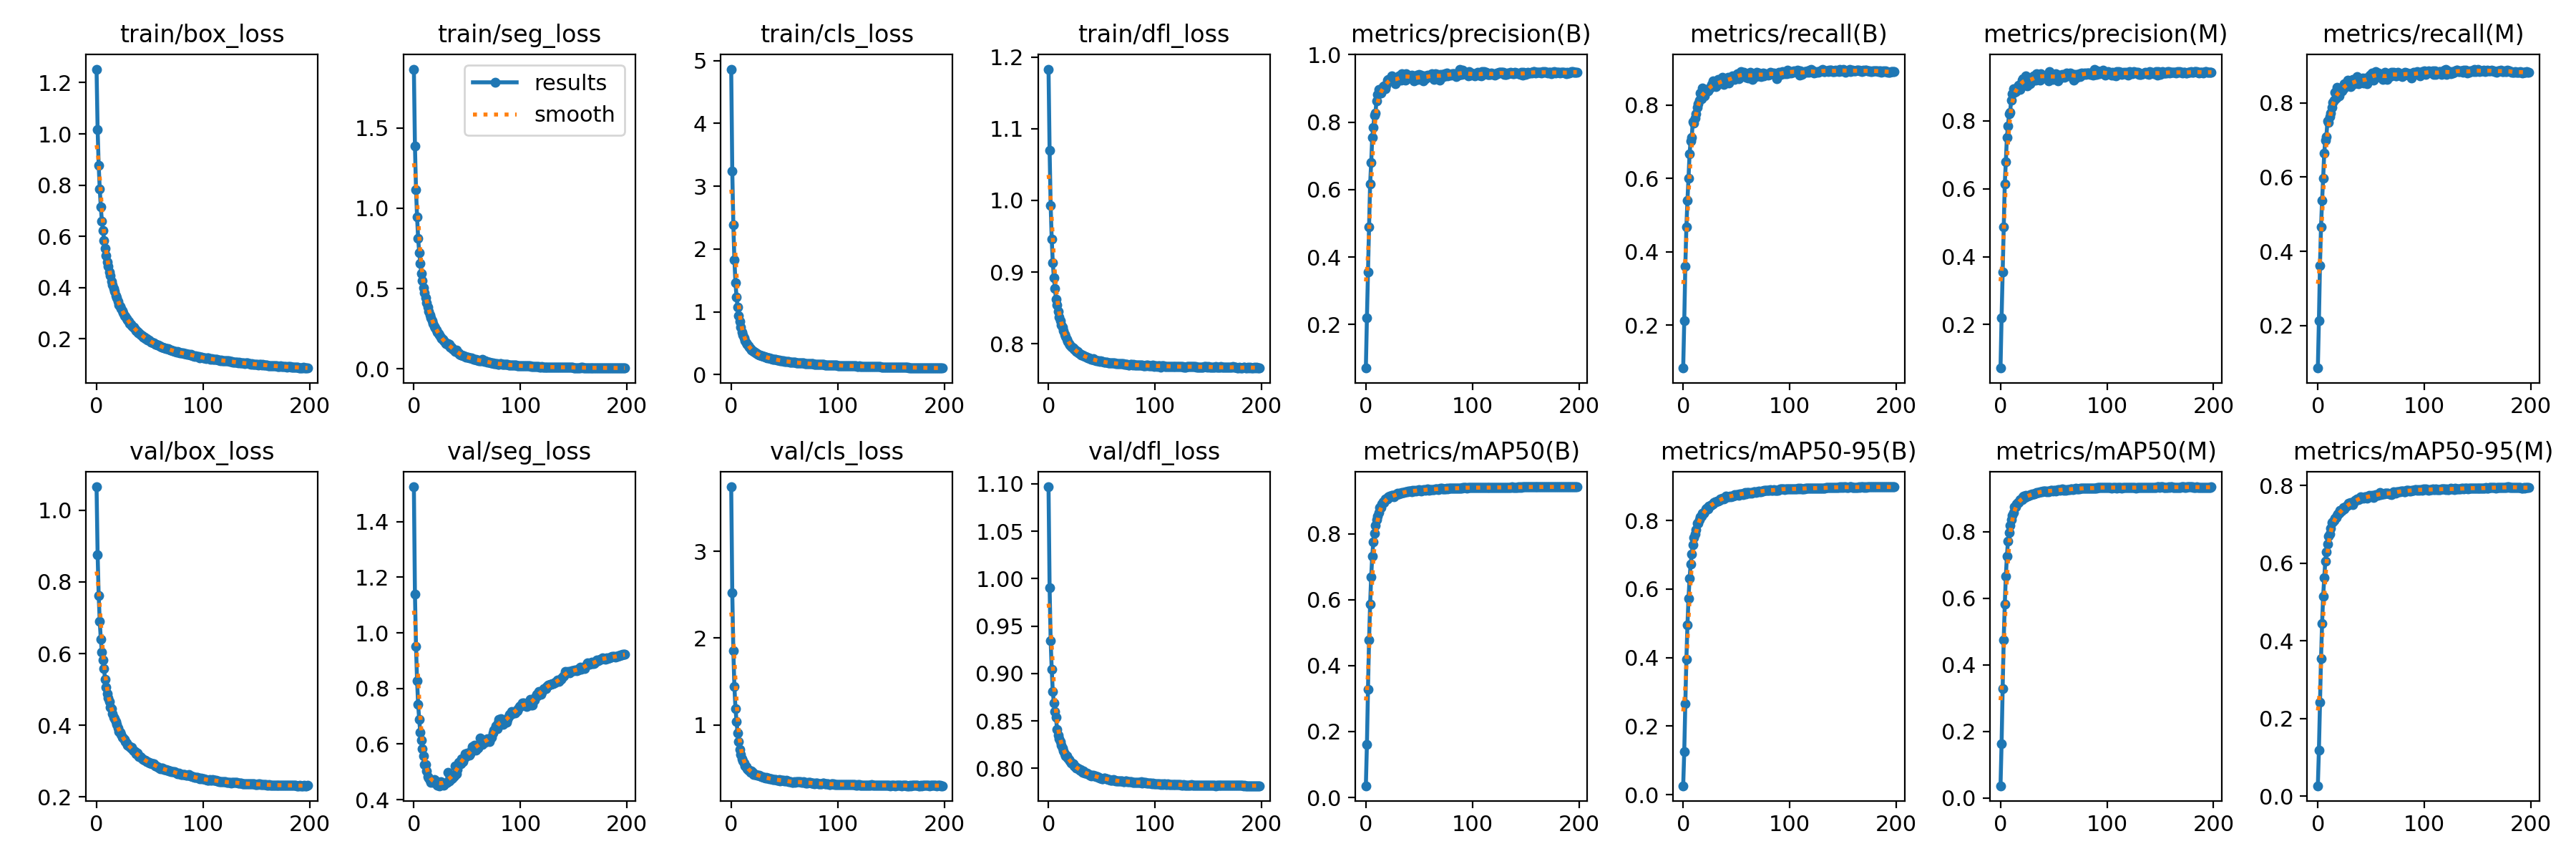 train/box_loss
1.2
1.0
0.8
0.6
0.4
0.2
0 100 200
train/seg_loss
results
smooth
1.5
1.0
0.5
0.0
0 100 200
train/cls_loss
5
4
3
2
1
0
0 100 200
train/dfl_loss
1.2
1.1
1.0
0.9
0.8
0 100 200
metrics/precision(B)
1.0
0.8
0.6
0.4
0.2
0 100 200
metrics/recall(B)
0.8
0.6
0.4
0.2
0 100 200
metrics/precision(M)
0.8
0.6
0.4
0.2
0 100 200
metrics/recall(M)
0.8
0.6
0.4
0.2
0 100 200
val/box_loss
1.0
0.8
0.6
0.4
0.2
0 100 200
val/seg_loss
1.4
1.2
1.0
0.8
0.6
0.4
0 100 200
val/cls_loss
3
2
1
0 100 200
val/dfl_loss
1.10
1.05
1.00
0.95
0.90
0.85
0.80
0 100 200
metrics/mAP50(B)
0.8
0.6
0.4
0.2
0.0
0 100 200
metrics/mAP50-95(B)
0.8
0.6
0.4
0.2
0.0
0 100 200
metrics/mAP50(M)
0.8
0.6
0.4
0.2
0.0
0 100 200
metrics/mAP50-95(M)
0.8
0.6
0.4
0.2
0.0
0 100 200